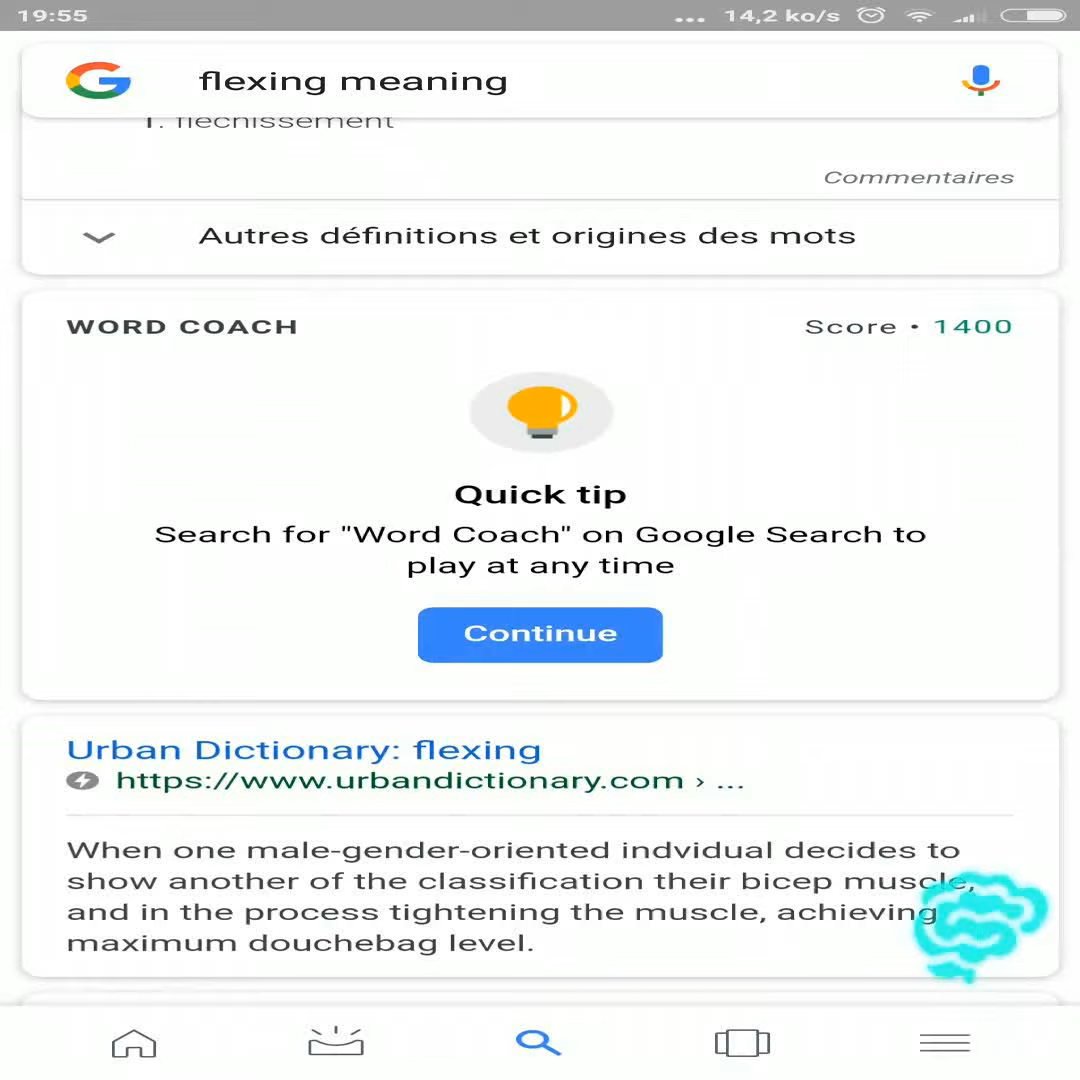 19:55 ... 14,2 ko/s
flexing meaning
1. fléchissement
Commentaires
Autres définitions et origines des mots
WORD COACH Score • 1400
Quick tip
Search for "Word Coach" on Google Search to
play at any time
Continue
Urban Dictionary: flexing
https://www.urbandictionary.com › ...
When one male-gender-oriented indvidual decides to
show another of the classification their bicep muscle,
and in the process tightening the muscle, achieving
maximum douchebag level.